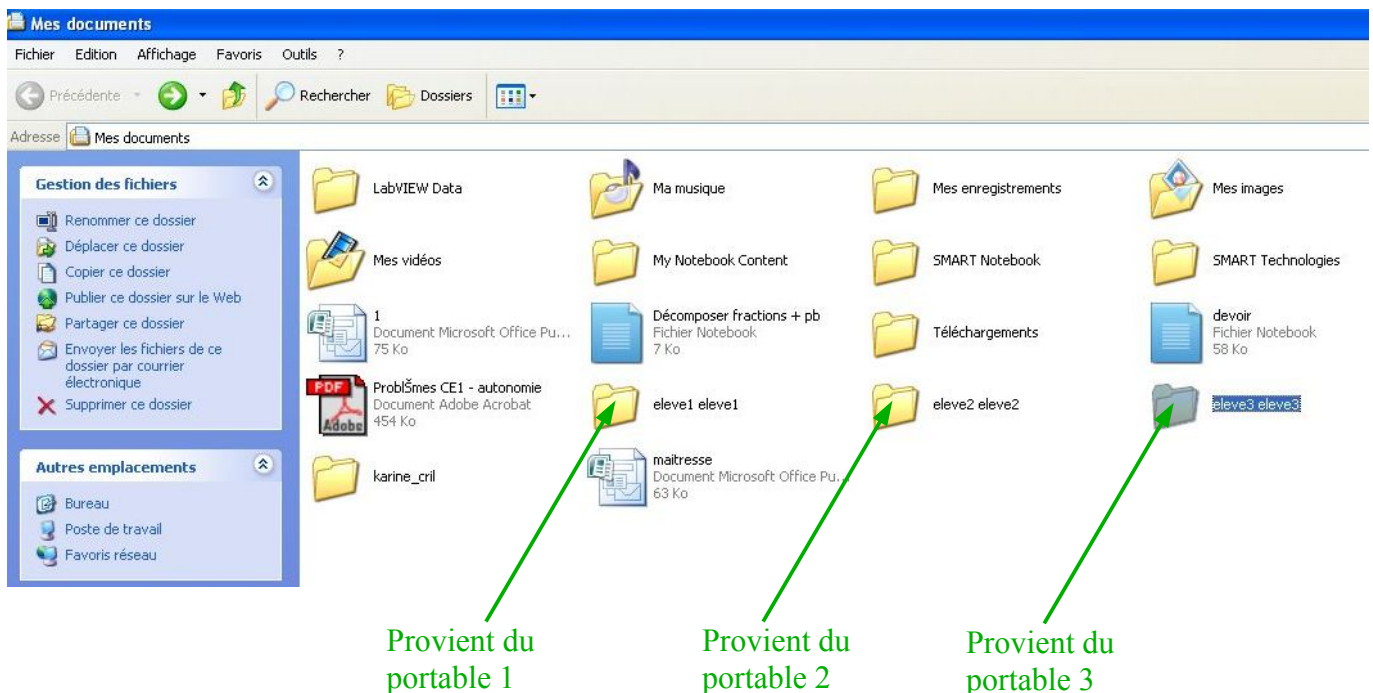 Mes documents
Fichier Edition Affichage Favoris Outils ?
Précédente Rechercher Dossiers
Adresse Mes documents
Gestion des fichiers
Renommer ce dossier
Déplacer ce dossier
Copier ce dossier
Publier ce dossier sur le Web
Partager ce dossier
Envoyer les fichiers de ce
dossier par courrier
électronique
Supprimer ce dossier
Autres emplacements
Bureau
Poste de travail
Favoris réseau
LabVIEW Data
Ma musique
Mes enregistrements
Mes images
Mes vidéos
My Notebook Content
SMART Notebook
SMART Technologies
1
Document Microsoft Office Pu...
75 Ko
Décomposer fractions + pb
Fichier Notebook
7 Ko
Téléchargements
devoir
Fichier Notebook
58 Ko
PDF
Adobe
ProblŠmes CE1 - autonomie
Document Adobe Acrobat
454 Ko
eleve1 eleve1
eleve2 eleve2
eleve3 eleve3
karine_cril
maitresse
Document Microsoft Office Pu...
63 Ko
Provient du
portable 1
Provient du
portable 2
Provient du
portable 3